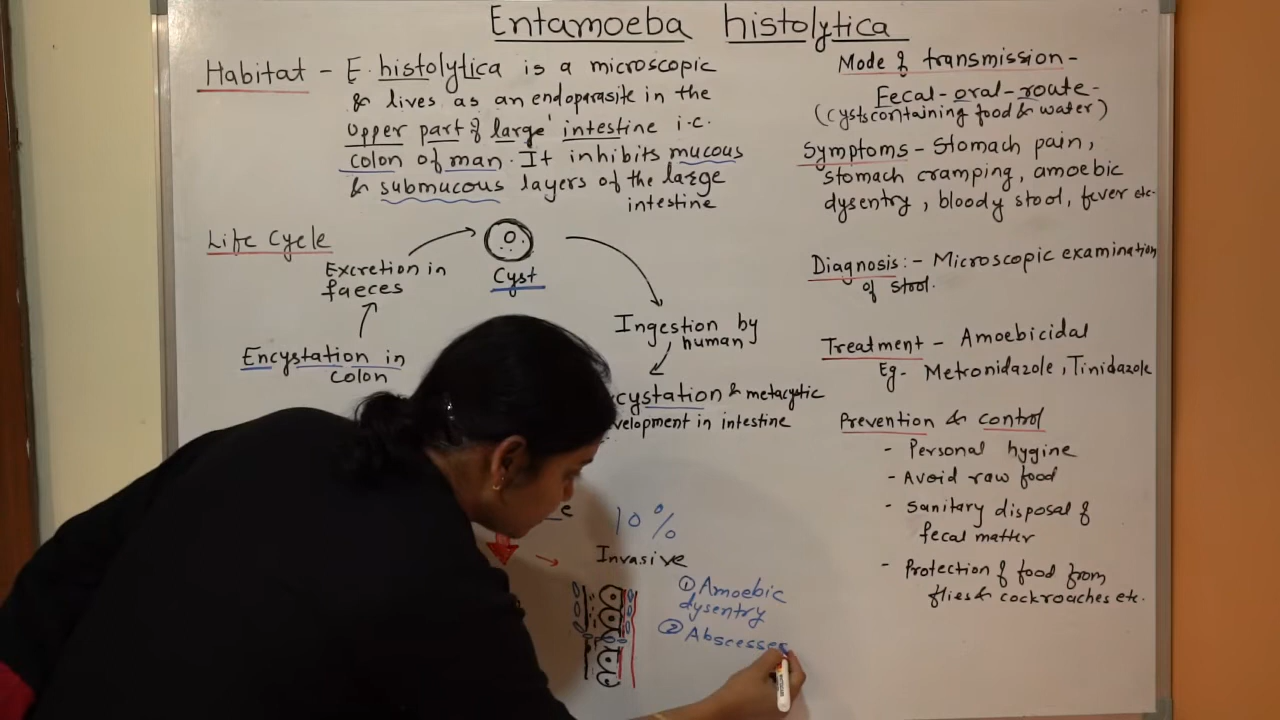 Entamoeba histolytica
Habitat - E. histolytica is a microscopic
& lives as an endoparasite in the
upper part of large intestine i.e.
colon of man. It inhibits mucous
& submucous layers of the large
intestine
Life Cycle
Cyst
Excretion in
faeces
Encystation in
colon
Ingestion by
human
cystation & metacystic
velopment in intestine
10%
Invasive
① Amoebic
dysentry
② Abscesses
Mode of transmission -
Fecal-oral-route-
(cysts containing food & water)
Symptoms - Stomach pain,
stomach cramping, amoebic
dysentry, bloody stool, fever etc.
Diagnosis:- Microscopic examination
of stool.
Treatment - Amoebicidal
Eg- Metronidazole, Tinidazole
Prevention & control
- Personal hygine
- Avoid raw food
- Sanitary disposal of
fecal matter
- Protection of food from
flies & cockroaches etc.